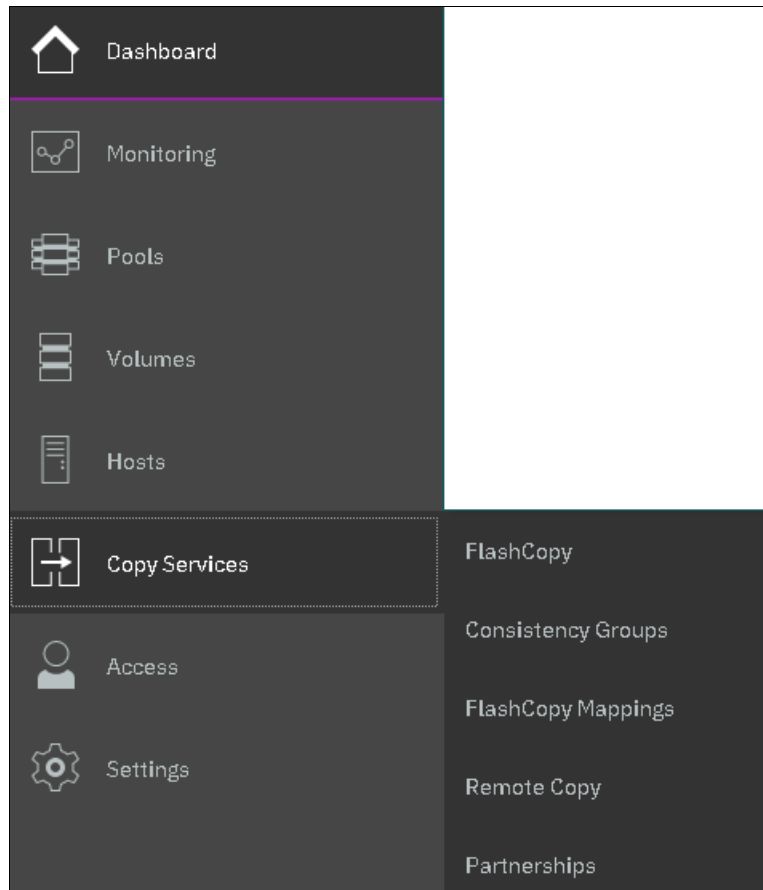 Dashboard
Monitoring
Pools
Volumes
Hosts
Copy Services
Access
Settings
FlashCopy
Consistency Groups
FlashCopy Mappings
Remote Copy
Partnerships